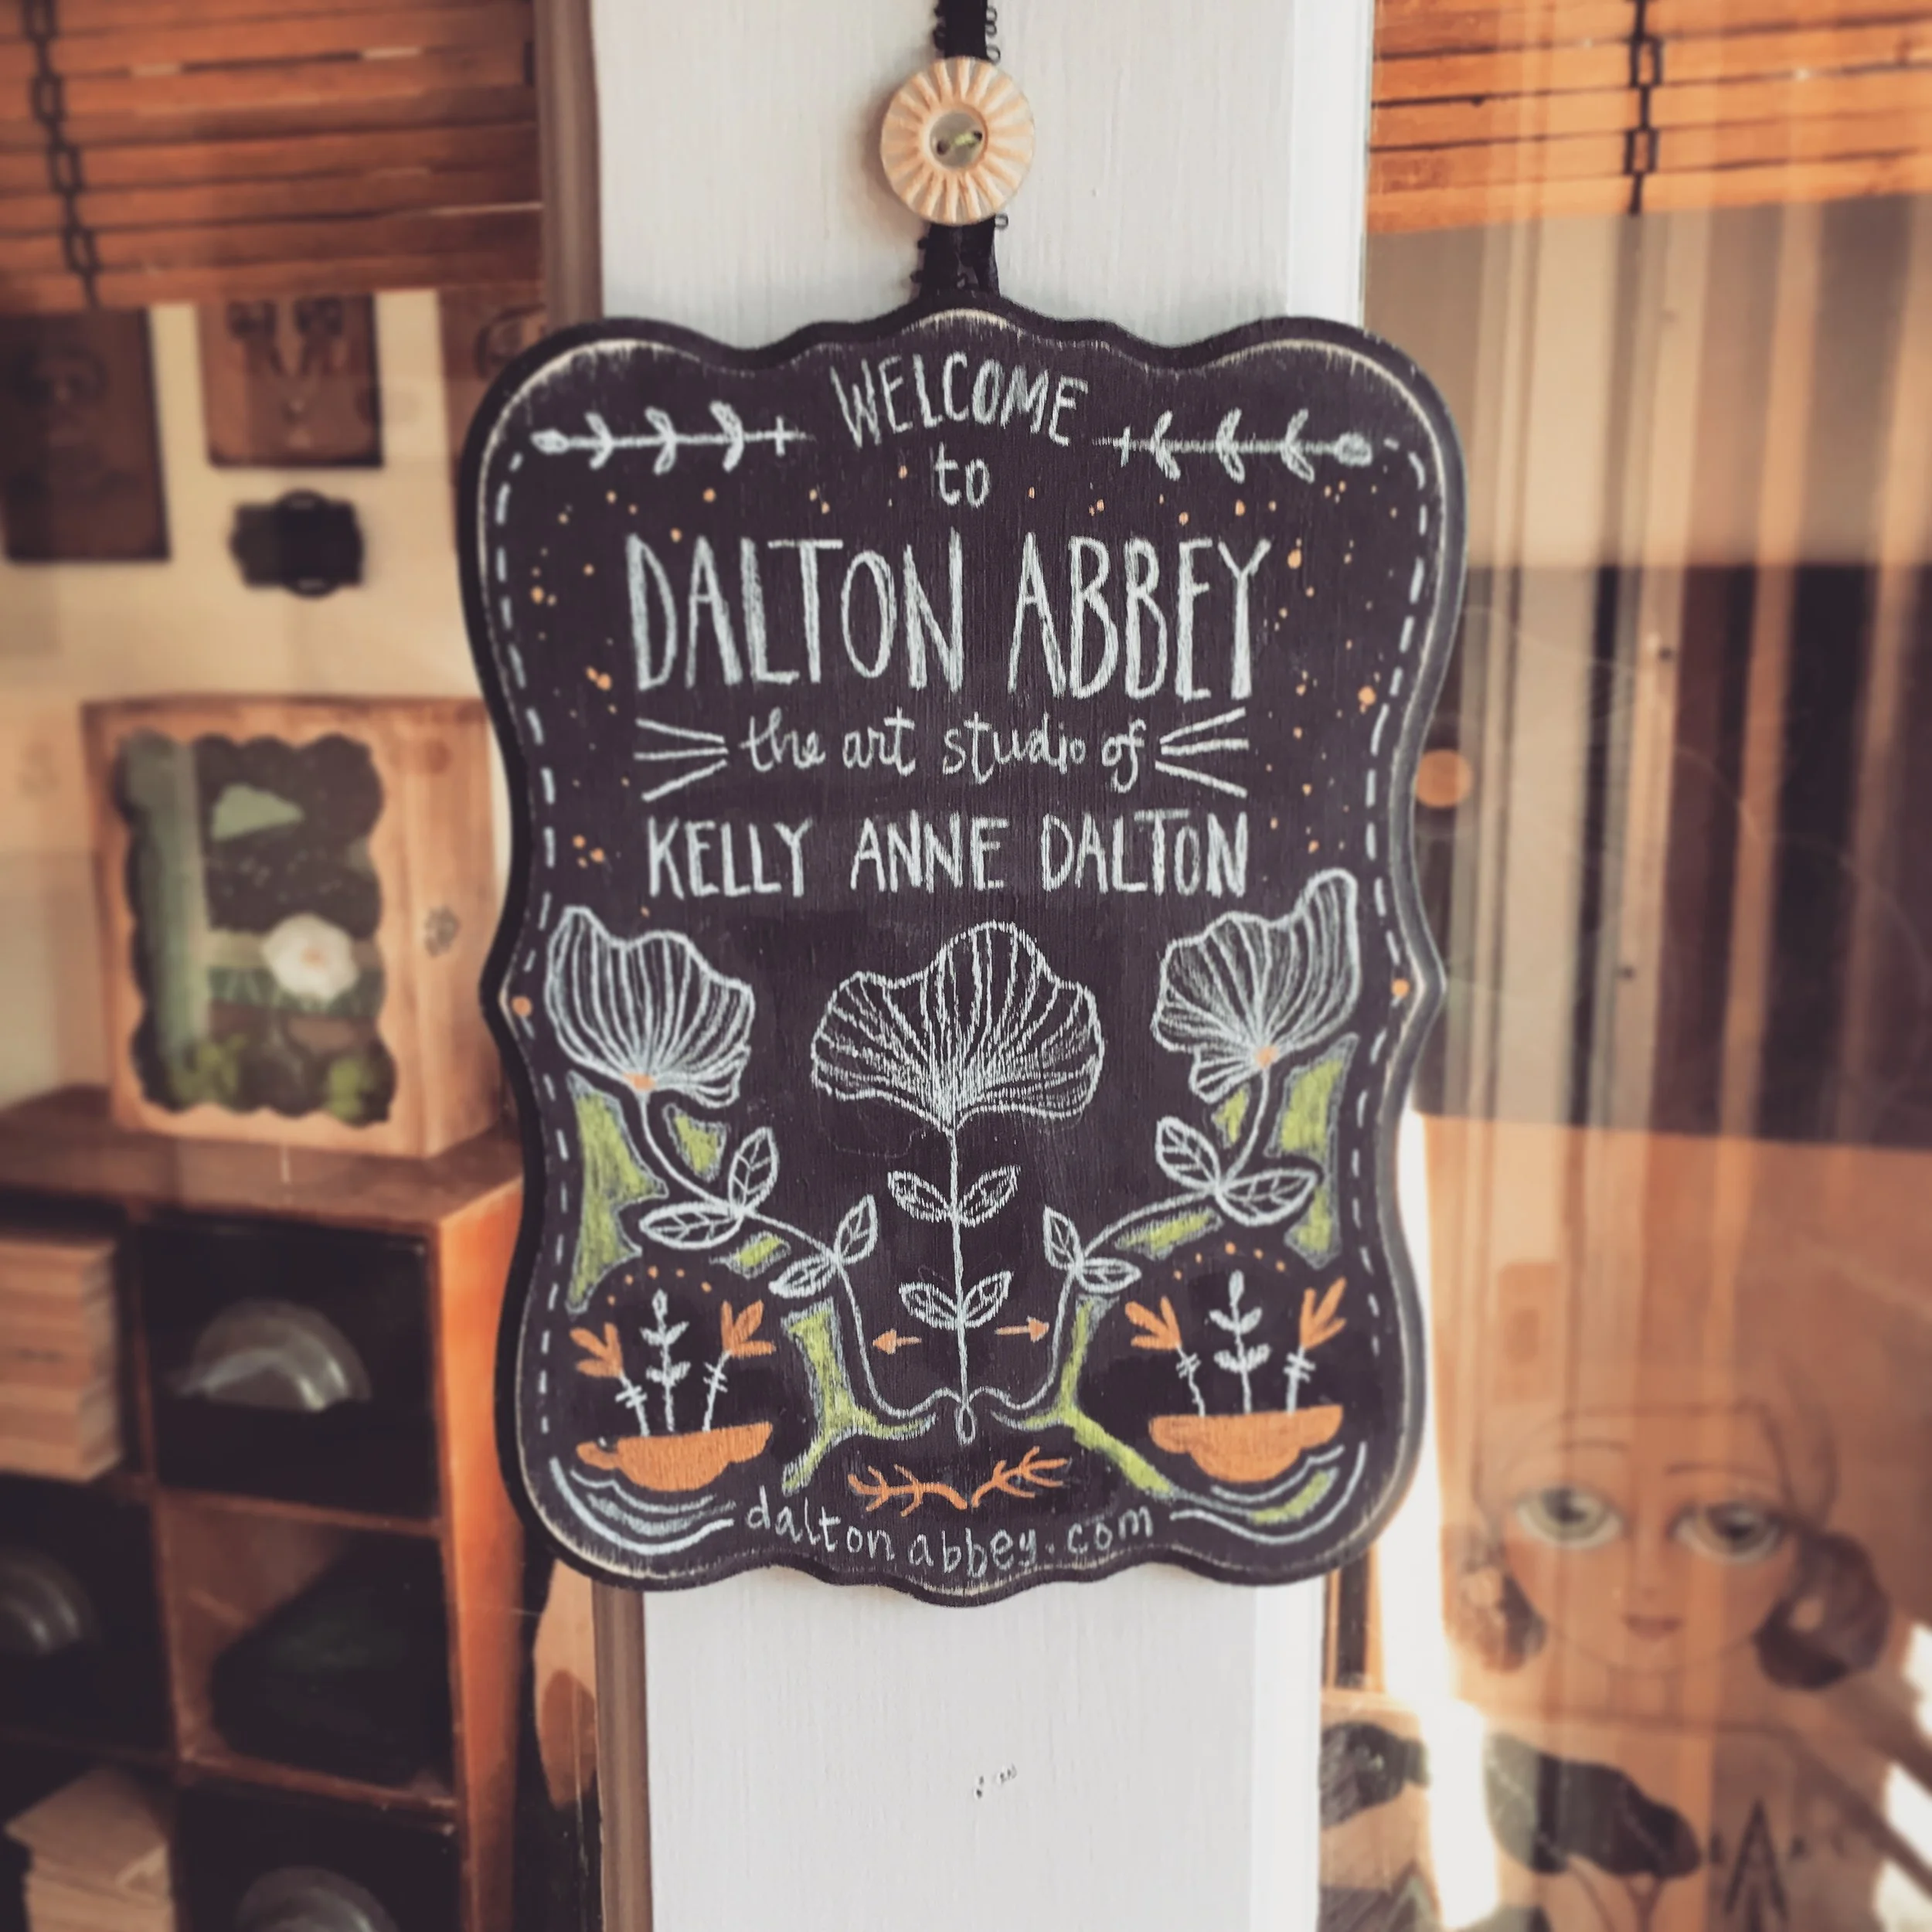 WELCOME
to
DALTON ABBEY
the art studio of
KELLY ANNE DALTON
daltonabbey.com